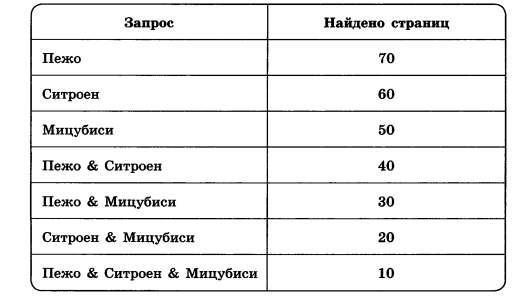 Запрос Найдено страниц
Пежо 70
Ситроен 60
Мицубиси 50
Пежо & Ситроен 40
Пежо & Мицубиси 30
Ситроен & Мицубиси 20
Пежо & Ситроен & Мицубиси 10